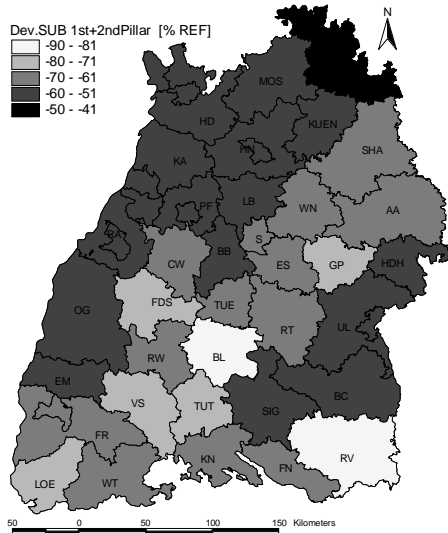 Dev.SUB 1st+2ndPillar [% REF]
-90 - -81
-80 - -71
-70 - -61
-60 - -51
-50 - -41
N
MOS
HD
KUEN
HN
SHA
KA
PF
LB
WN
AA
RA
S
BB
CW
ES
GP
HDH
OG
FDS
TUE
RT
UL
RW
BL
EM
VS
TUT
SIG
BC
FR
RV
KN
FN
LOE
WT
50 0 50 100 150 Kilometers